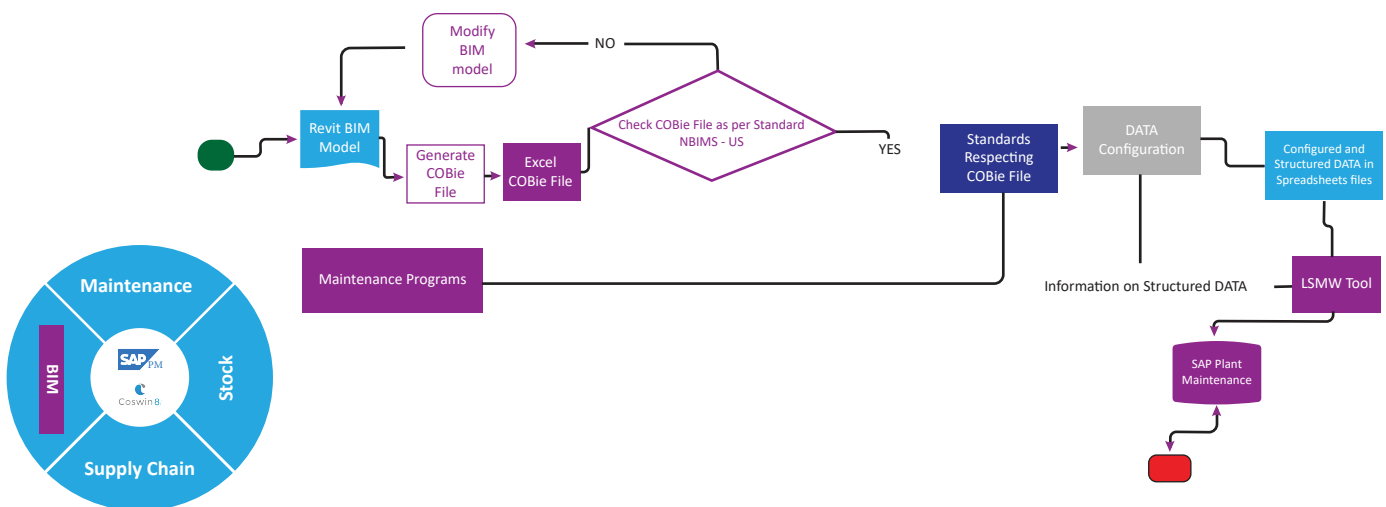 Modify
BIM
model
NO
Revit BIM
Model
Generate
COBie
File
Excel
COBie File
Check COBie File as per Standard
NBIMS - US
YES
Standards
Respecting
COBie File
DATA
Configuration
Configured and
Structured DATA in
Spreadsheets files
Maintenance Programs
Information on Structured DATA
LSMW Tool
SAP Plant
Maintenance
Maintenance
BIM
SAP PM
Coswin8
Stock
Supply Chain